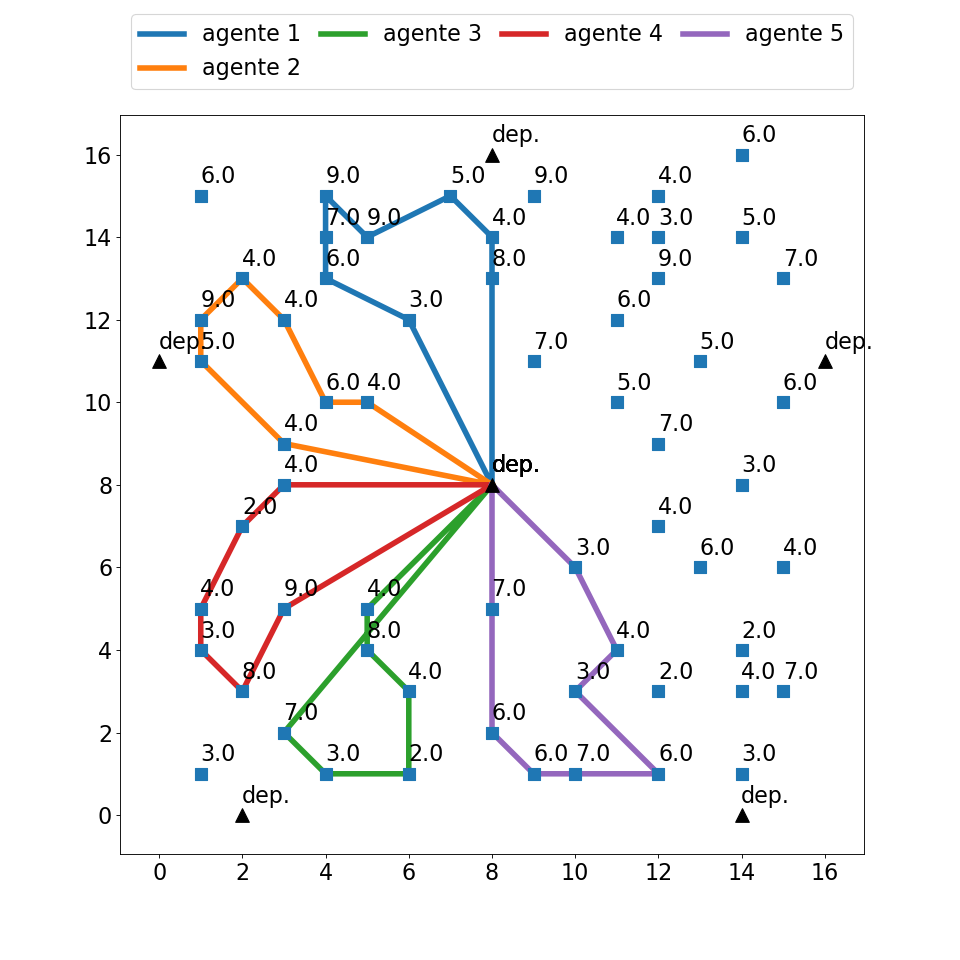 agente 1 agente 3 agente 4 agente 5
agente 2
6.0
dep.
16
6.0 9.0 5.0 9.0 4.0
7.0 9.0 4.0 4.0 3.0 5.0
14
4.0 6.0 8.0 9.0 7.0
9.0 4.0 3.0 6.0
12
dep. 5.0 7.0 5.0 dep.
6.0 4.0 5.0 6.0
10
4.0 7.0
4.0 dep. 3.0
8
2.0 4.0
3.0 6.0 4.0
6
4.0 9.0 4.0 7.0
3.0 8.0 4.0 2.0
4
8.0 4.0 3.0 2.0 4.0 7.0
7.0 6.0
2
3.0 3.0 2.0 6.0 7.0 6.0 3.0
dep. dep.
0
0 2 4 6 8 10 12 14 16